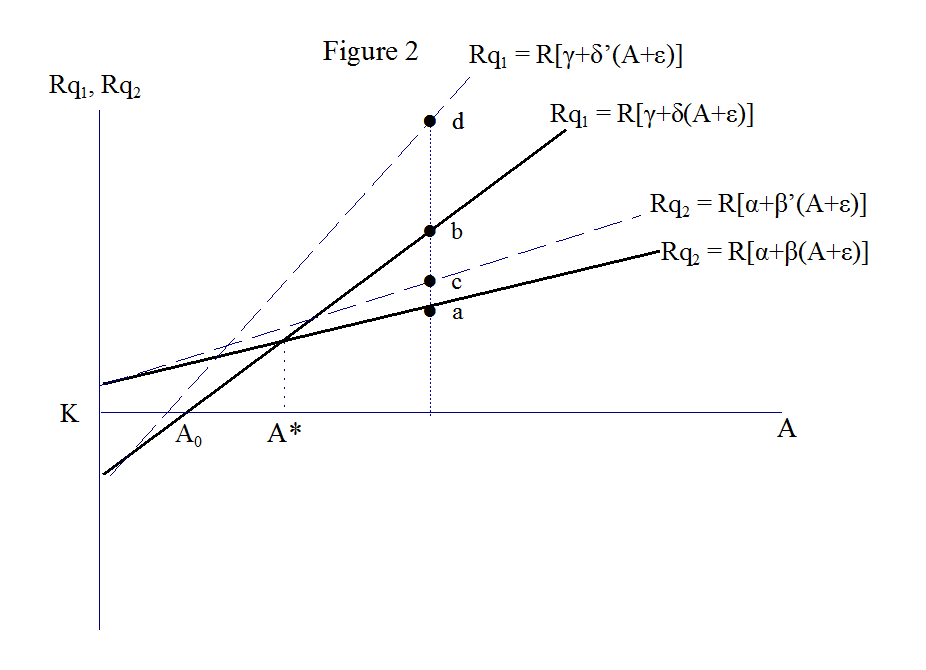 Figure 2
Rq₁ = R[γ+δ’(A+ε)]
Rq₁, Rq₂
Rq₁ = R[γ+δ(A+ε)]
d
Rq₂ = R[α+β’(A+ε)]
b
Rq₂ = R[α+β(A+ε)]
c
a
K
A₀
A*
A